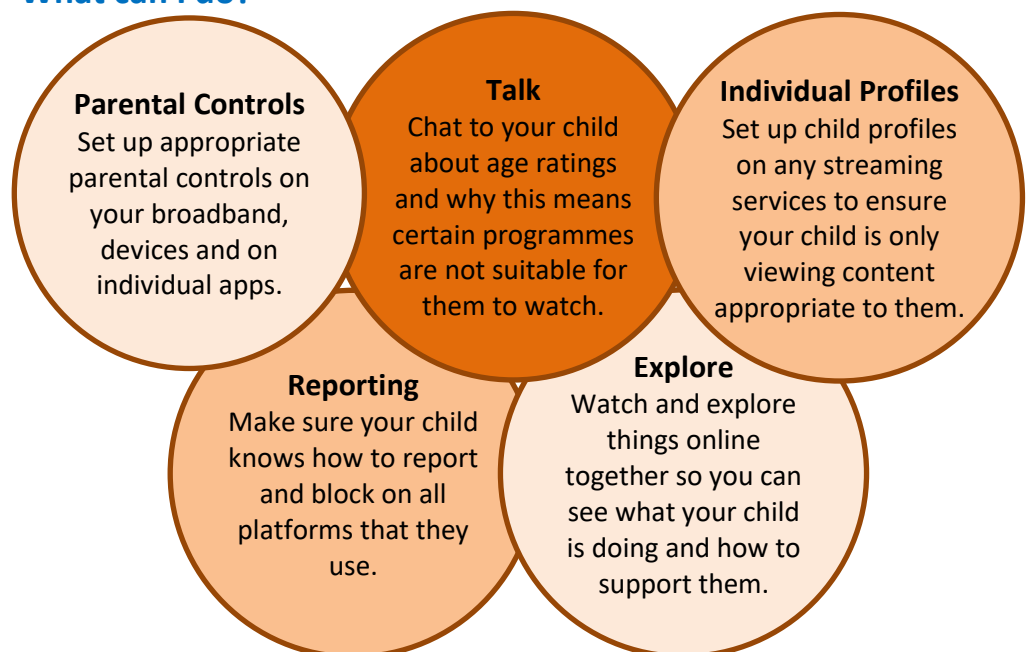 What can I do?
Parental Controls
Set up appropriate
parental controls on
your broadband,
devices and on
individual apps.
Talk
Chat to your child
about age ratings
and why this means
certain programmes
are not suitable for
them to watch.
Individual Profiles
Set up child profiles
on any streaming
services to ensure
your child is only
viewing content
appropriate to them.
Reporting
Make sure your child
knows how to report
and block on all
platforms that they
use.
Explore
Watch and explore
things online
together so you can
see what your child
is doing and how to
support them.